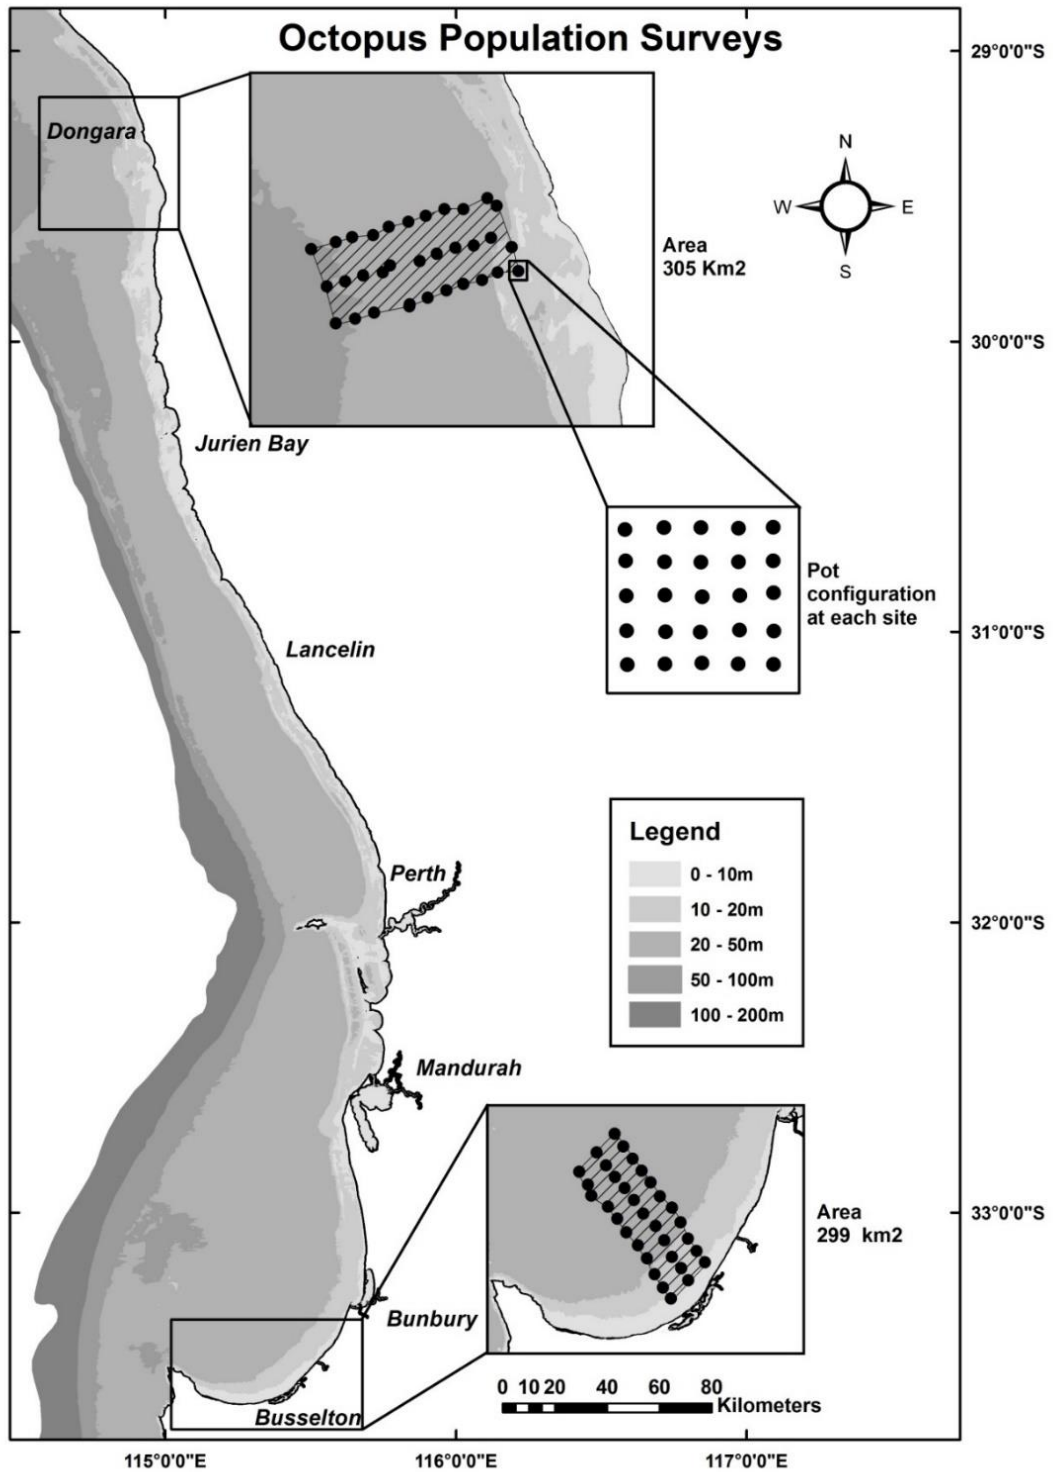 Octopus Population Surveys
29°0'0"S
Dongara
N
W
E
S
Area
305 Km2
30°0'0"S
Jurien Bay
Pot
configuration
at each site
31°0'0"S
Lancelin
Legend
0 - 10m
10 - 20m
20 - 50m
50 - 100m
100 - 200m
Perth
32°0'0"S
Mandurah
Area
299 km2
33°0'0"S
Bunbury
Busselton
0 10 20 40 60 80
Kilometers
115°0'0"E
116°0'0"E
117°0'0"E